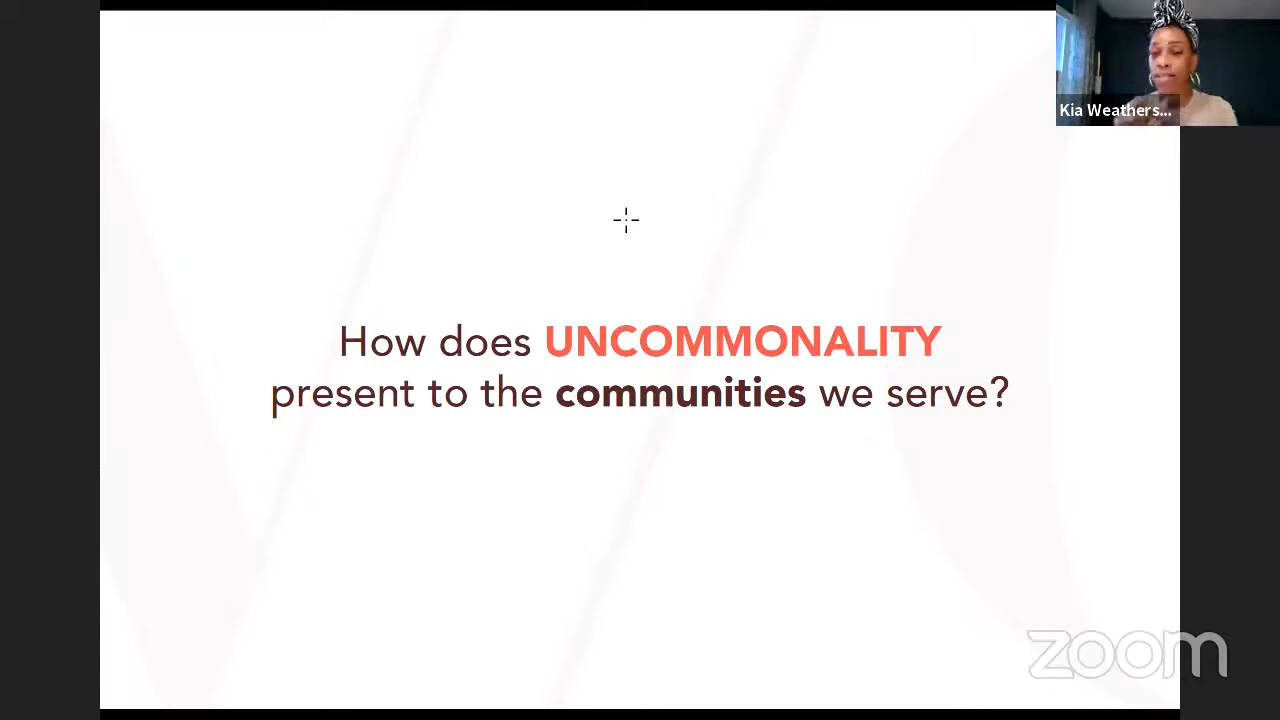 Kia Weathers...
How does UNCOMMONALITY
present to the communities we serve?
zoom